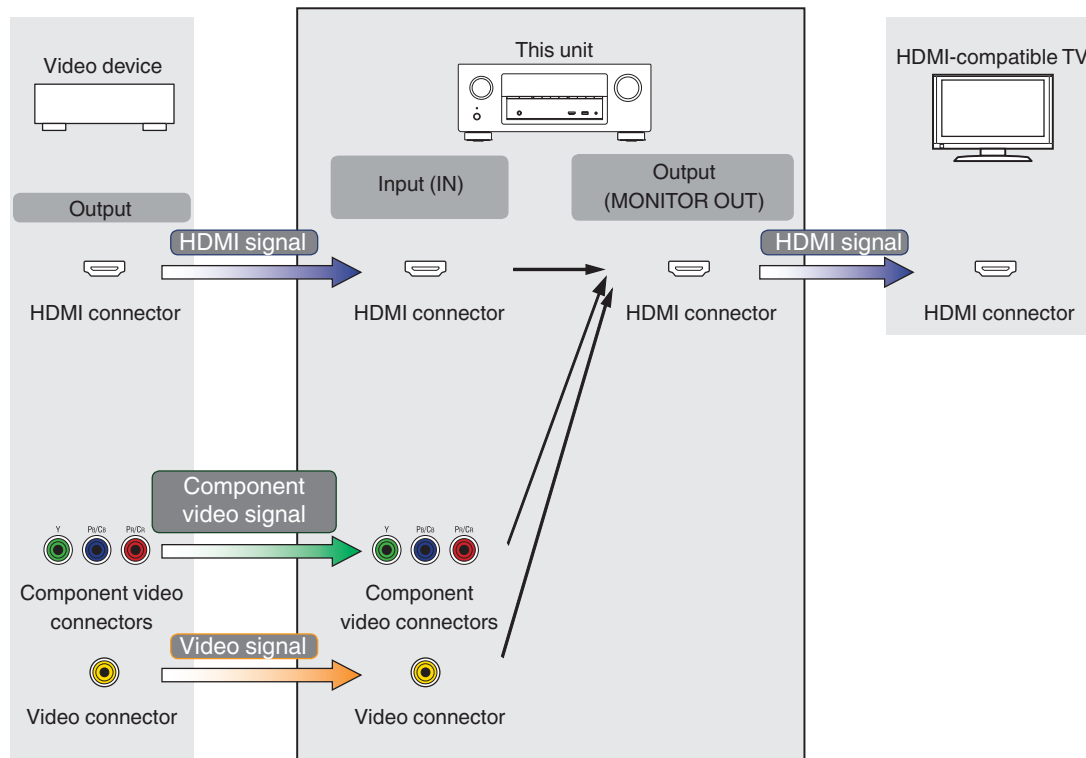 Video device
This unit
HDMI-compatible TV
Output
Input (IN)
Output
(MONITOR OUT)
HDMI signal
HDMI signal
HDMI connector
HDMI connector
HDMI connector
HDMI connector
Component
video signal
Y PB/CB PR/CR
Y PB/CB PR/CR
Component video
connectors
Component
video connectors
Video signal
Video connector
Video connector